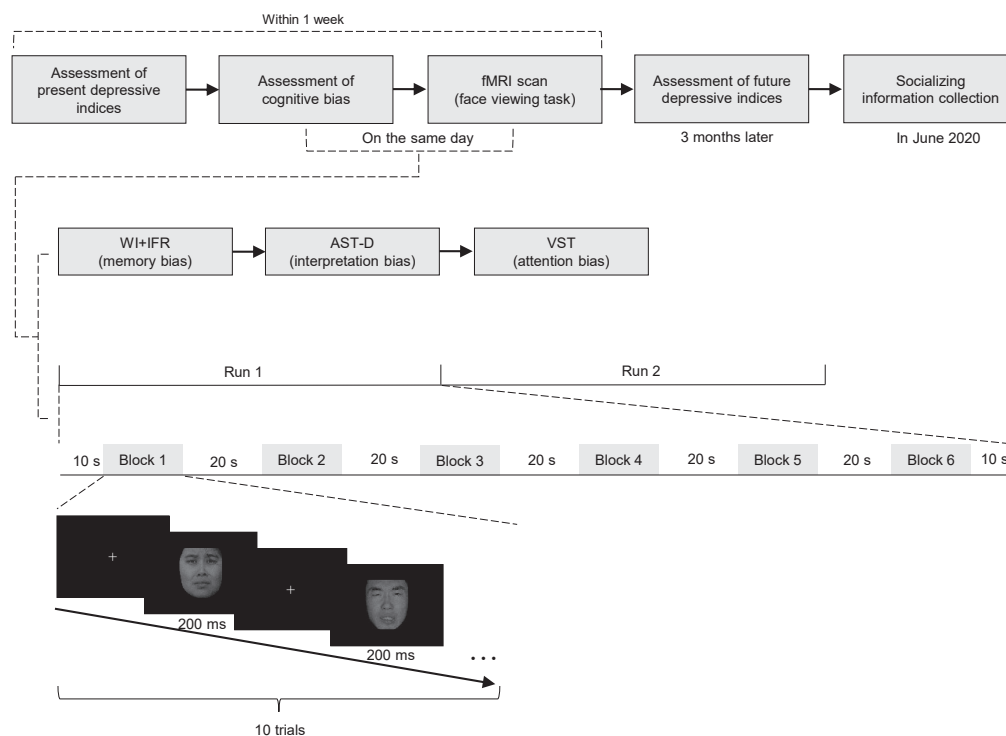 Within 1 week
Assessment of
present depressive
indices
Assessment of
cognitive bias
fMRI scan
(face viewing task)
Assessment of future
depressive indices
Socializing
information collection
On the same day
3 months later
In June 2020
WI+IFR
(memory bias)
AST-D
(interpretation bias)
VST
(attention bias)
Run 1
Run 2
10 s
Block 1
20 s
Block 2
20 s
Block 3
20 s
Block 4
20 s
Block 5
20 s
Block 6
10 s
200 ms
200 ms
...
10 trials